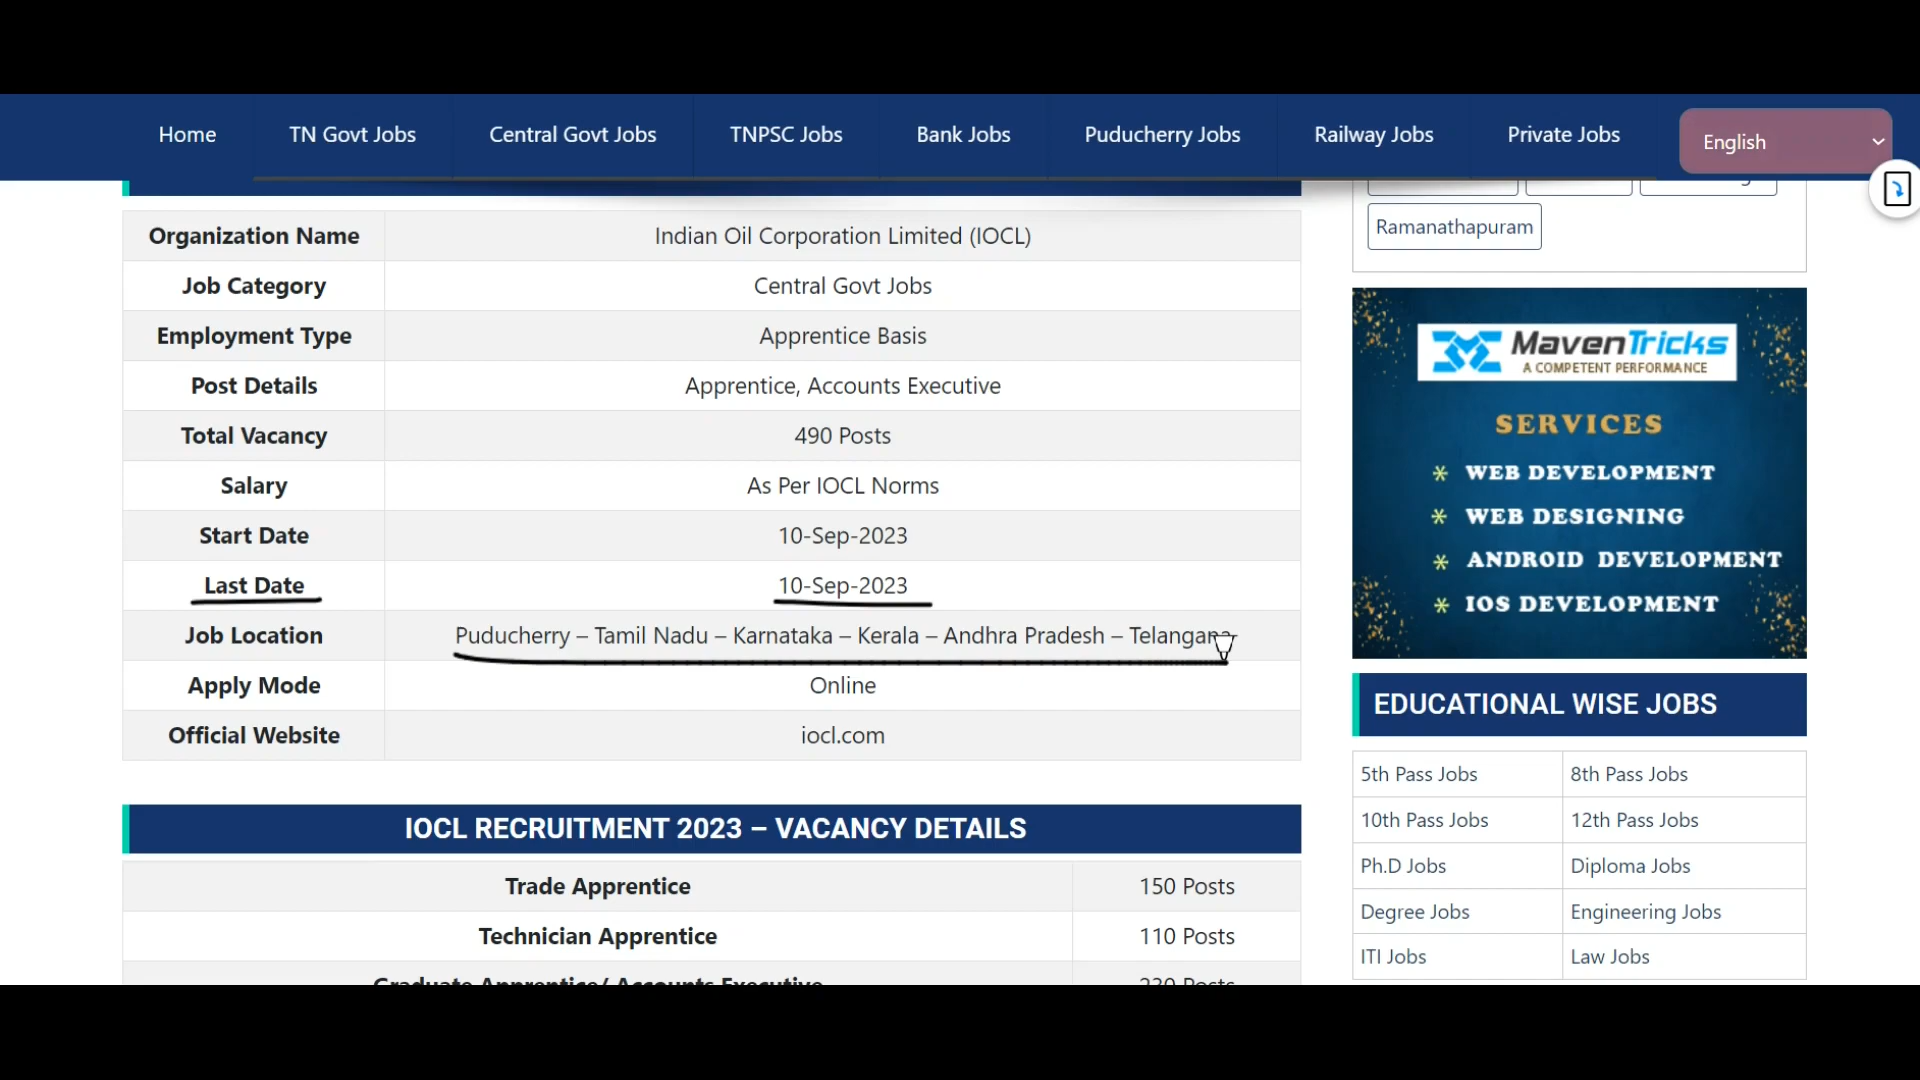 Home TN Govt Jobs Central Govt Jobs TNPSC Jobs Bank Jobs Puducherry Jobs Railway Jobs Private Jobs English
Organization Name Indian Oil Corporation Limited (IOCL)
Job Category Central Govt Jobs
Employment Type Apprentice Basis
Post Details Apprentice, Accounts Executive
Total Vacancy 490 Posts
Salary As Per IOCL Norms
Start Date 10-Sep-2023
Last Date 10-Sep-2023
Job Location Puducherry – Tamil Nadu – Karnataka – Kerala – Andhra Pradesh – Telangana
Apply Mode Online
Official Website iocl.com
IOCL RECRUITMENT 2023 – VACANCY DETAILS
Trade Apprentice 150 Posts
Technician Apprentice 110 Posts
Graduate Apprentice/ Accounts Executive 230 Posts
Ramanathapuram
MavenTricks
A COMPETENT PERFORMANCE
SERVICES
* WEB DEVELOPMENT
* WEB DESIGNING
* ANDROID DEVELOPMENT
* IOS DEVELOPMENT
EDUCATIONAL WISE JOBS
5th Pass Jobs 8th Pass Jobs
10th Pass Jobs 12th Pass Jobs
Ph.D Jobs Diploma Jobs
Degree Jobs Engineering Jobs
ITI Jobs Law Jobs